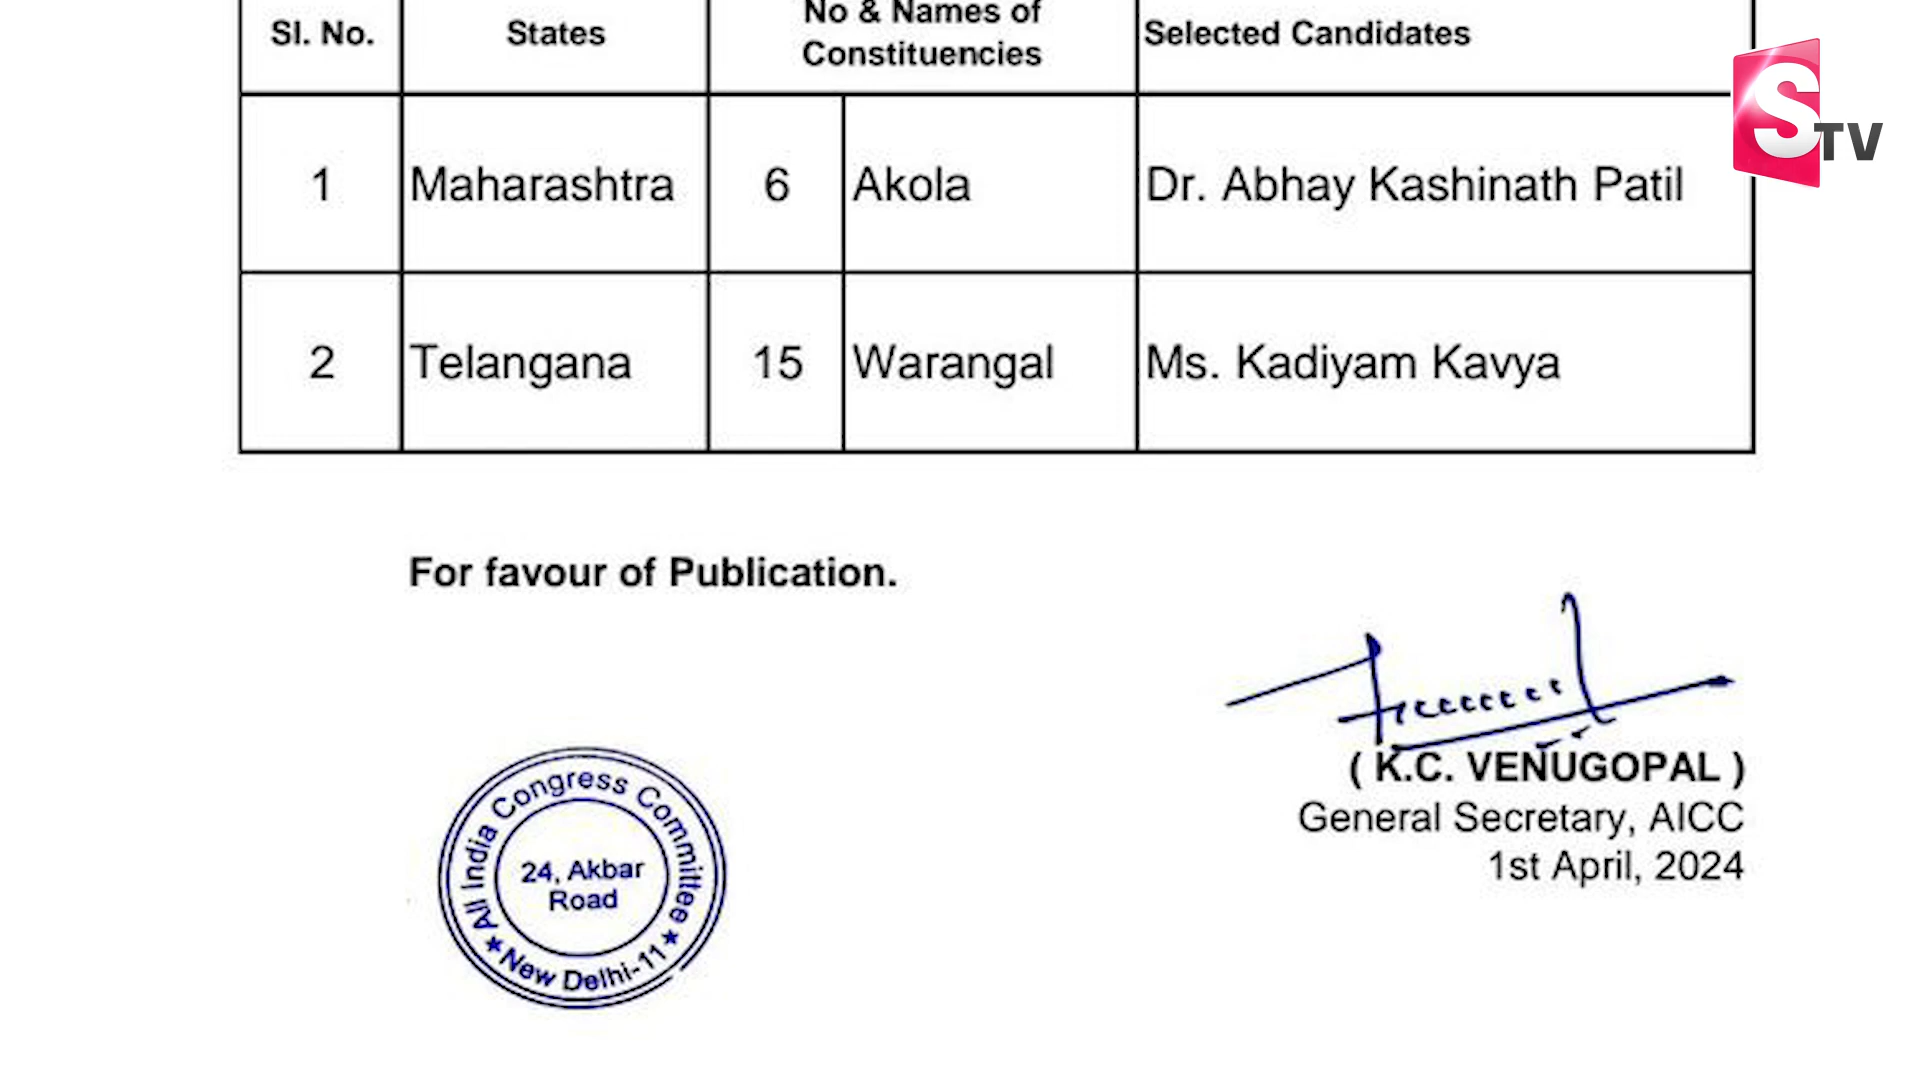 Sl. No. States No & Names of Constituencies Selected Candidates
1 Maharashtra 6 Akola Dr. Abhay Kashinath Patil
2 Telangana 15 Warangal Ms. Kadiyam Kavya
For favour of Publication.
( K.C. VENUGOPAL )
General Secretary, AICC
1st April, 2024
All India Congress Committee
24, Akbar
Road
★ New Delhi-11 ★
STV